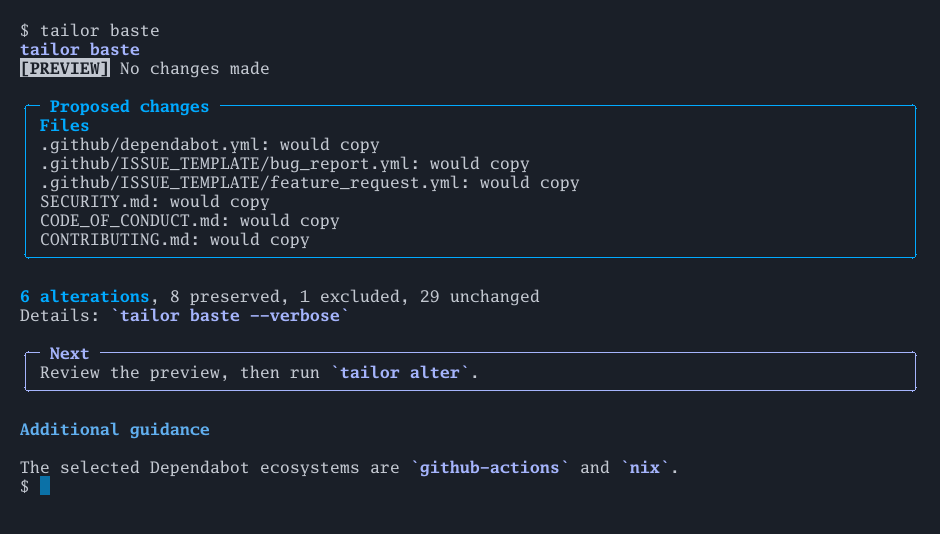 $ tailor baste
tailor baste
[PREVIEW] No changes made
Proposed changes
Files
.github/dependabot.yml: would copy
.github/ISSUE_TEMPLATE/bug_report.yml: would copy
.github/ISSUE_TEMPLATE/feature_request.yml: would copy
SECURITY.md: would copy
CODE_OF_CONDUCT.md: would copy
CONTRIBUTING.md: would copy
6 alterations, 8 preserved, 1 excluded, 29 unchanged
Details: `tailor baste --verbose`
Next
Review the preview, then run `tailor alter`.
Additional guidance
The selected Dependabot ecosystems are `github-actions` and `nix`.
$